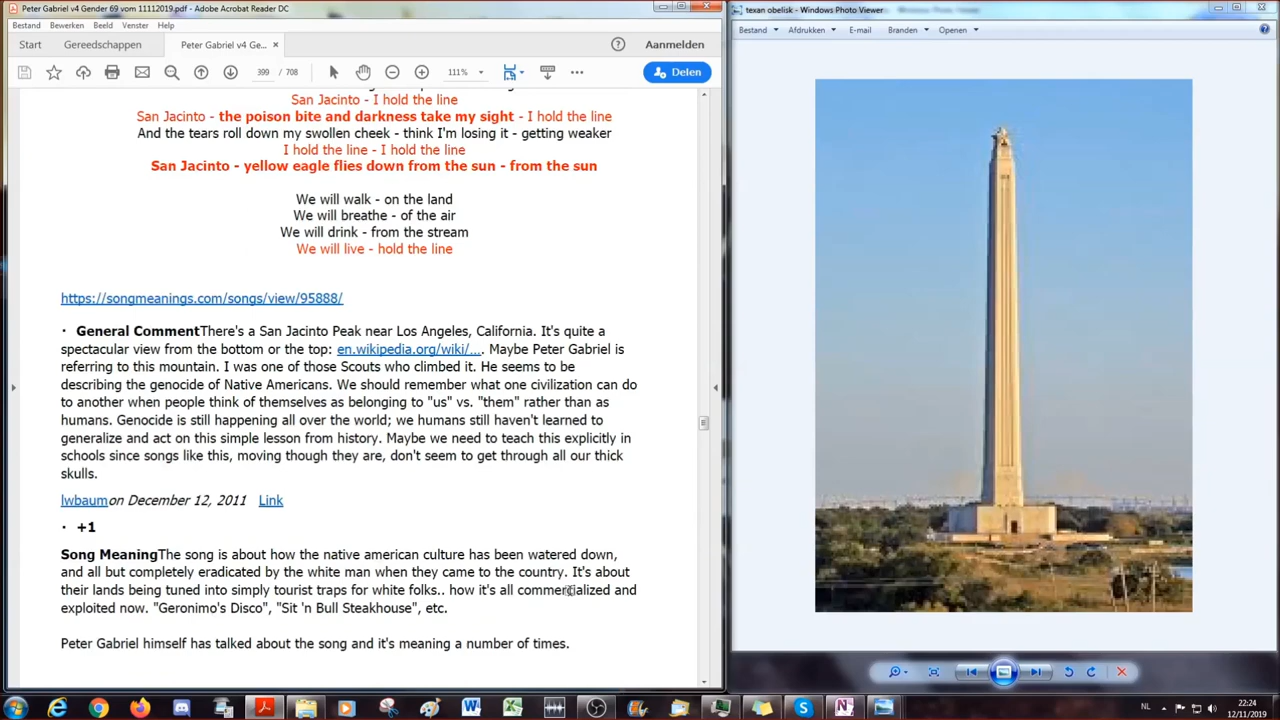 Peter Gabriel v4 Gender 69 vom 11112019.pdf - Adobe Acrobat Reader DC
Bestand Bewerken Beeld Venster Help
Start Gereedschappen Peter Gabriel v4 Ge... × Aanmelden
399 / 708 111% Delen
San Jacinto - I hold the line
San Jacinto - the poison bite and darkness take my sight - I hold the line
And the tears roll down my swollen cheek - think I'm losing it - getting weaker
I hold the line - I hold the line
San Jacinto - yellow eagle flies down from the sun - from the sun
We will walk - on the land
We will breathe - of the air
We will drink - from the stream
We will live - hold the line
https://songmeanings.com/songs/view/95888/
· General CommentThere's a San Jacinto Peak near Los Angeles, California. It's quite a
spectacular view from the bottom or the top: en.wikipedia.org/wiki/.... Maybe Peter Gabriel is
referring to this mountain. I was one of those Scouts who climbed it. He seems to be
describing the genocide of Native Americans. We should remember what one civilization can do
to another when people think of themselves as belonging to "us" vs. "them" rather than as
humans. Genocide is still happening all over the world; we humans still haven't learned to
generalize and act on this simple lesson from history. Maybe we need to teach this explicitly in
schools since songs like this, moving though they are, don't seem to get through all our thick
skulls.
lwbaumon December 12, 2011 Link
· +1
Song MeaningThe song is about how the native american culture has been watered down,
and all but completely eradicated by the white man when they came to the country. It's about
their lands being tuned into simply tourist traps for white folks.. how it's all commercialized and
exploited now. "Geronimo's Disco", "Sit 'n Bull Steakhouse", etc.
Peter Gabriel himself has talked about the song and it's meaning a number of times.
texan obelisk - Windows Photo Viewer
Bestand Afdrukken E-mail Branden Openen
NL 22:24
12/11/2019